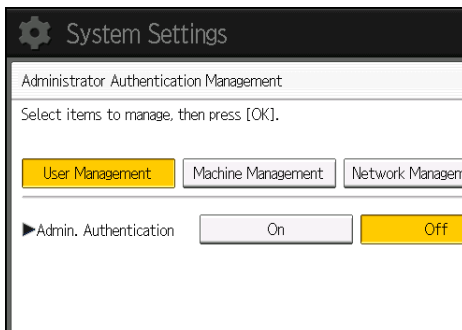 System Settings
Administrator Authentication Management
Select items to manage, then press [OK].
User Management Machine Management Network
▶Admin. Authentication On Off